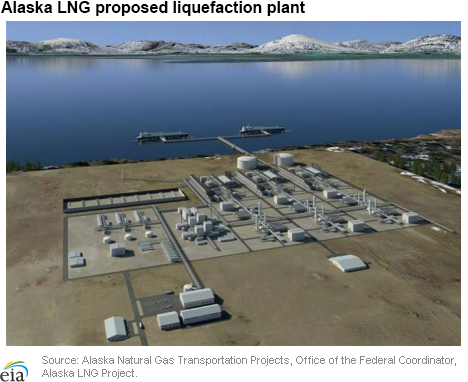 Alaska LNG proposed liquefaction plant
eia
Source: Alaska Natural Gas Transportation Projects, Office of the Federal Coordinator,
Alaska LNG Project.